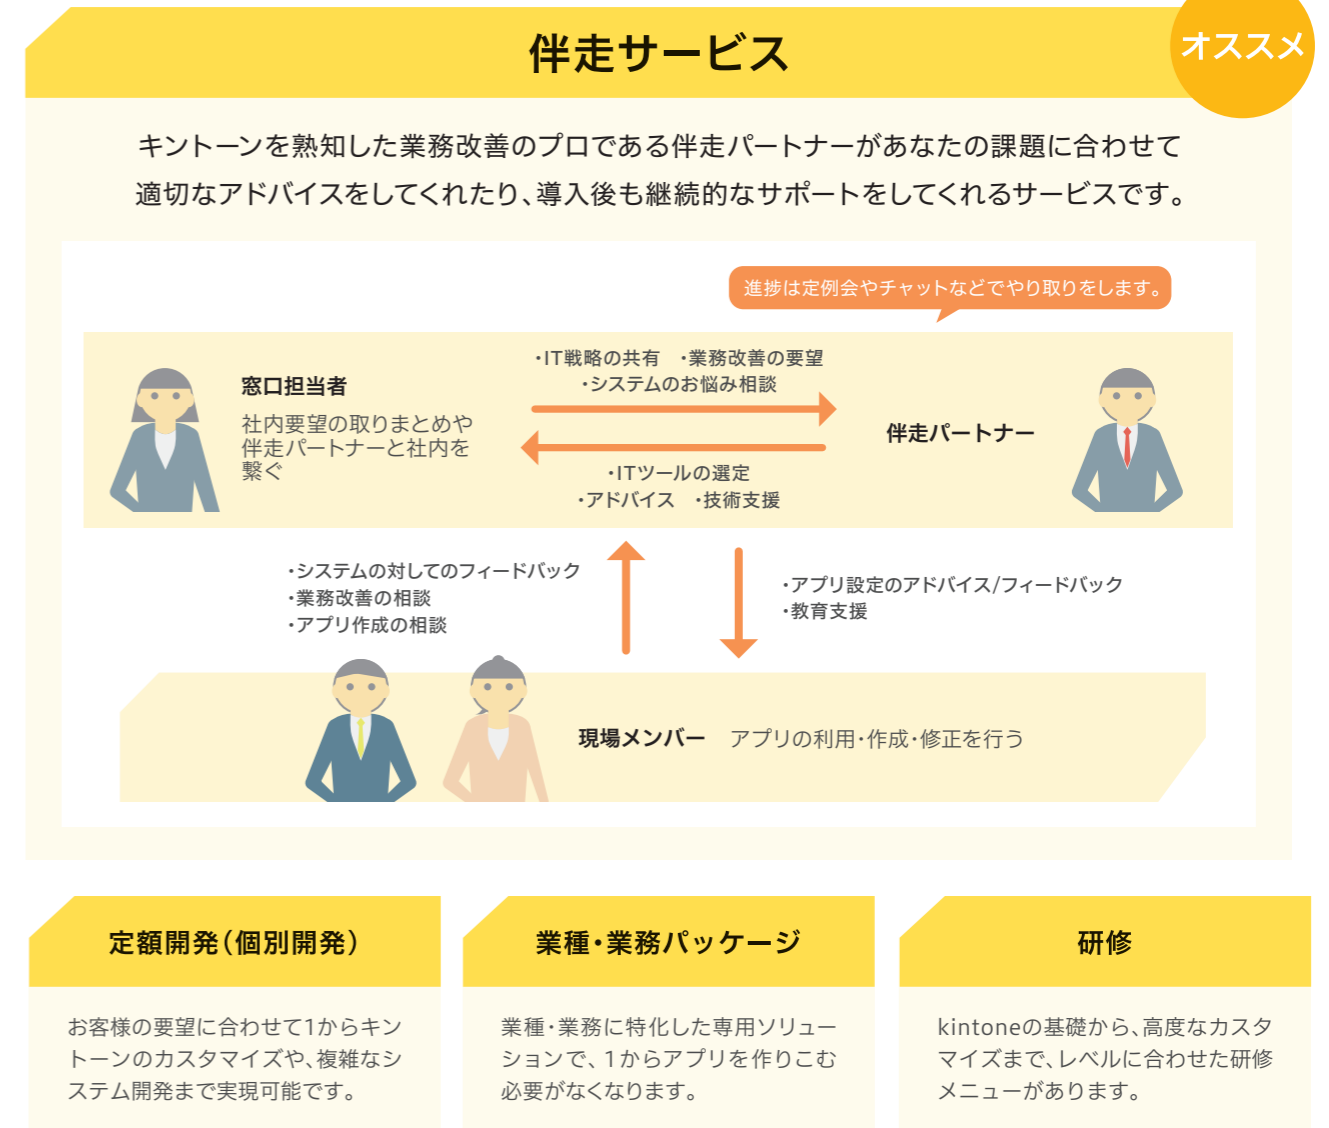 伴走サービス
オススメ
キントーンを熟知した業務改善のプロである伴走パートナーがあなたの課題に合わせて
適切なアドバイスをしてくれたり、導入後も継続的なサポートをしてくれるサービスです。
進捗は定例会やチャットなどでやり取りをします。
窓口担当者
社内要望の取りまとめや
伴走パートナーと社内を
繋ぐ
・IT戦略の共有 ・業務改善の要望
・システムのお悩み相談
・ITツールの選定
・アドバイス ・技術支援
伴走パートナー
・システムの対してのフィードバック
・業務改善の相談
・アプリ作成の相談
・アプリ設定のアドバイス/フィードバック
・教育支援
現場メンバー アプリの利用・作成・修正を行う
定額開発(個別開発)
お客様の要望に合わせて1からキン
トーンのカスタマイズや、複雑なシ
ステム開発まで実現可能です。
業種・業務パッケージ
業種・業務に特化した専用ソリュー
ションで、1からアプリを作りこむ
必要がなくなります。
研修
kintoneの基礎から、高度なカスタ
マイズまで、レベルに合わせた研修
メニューがあります。